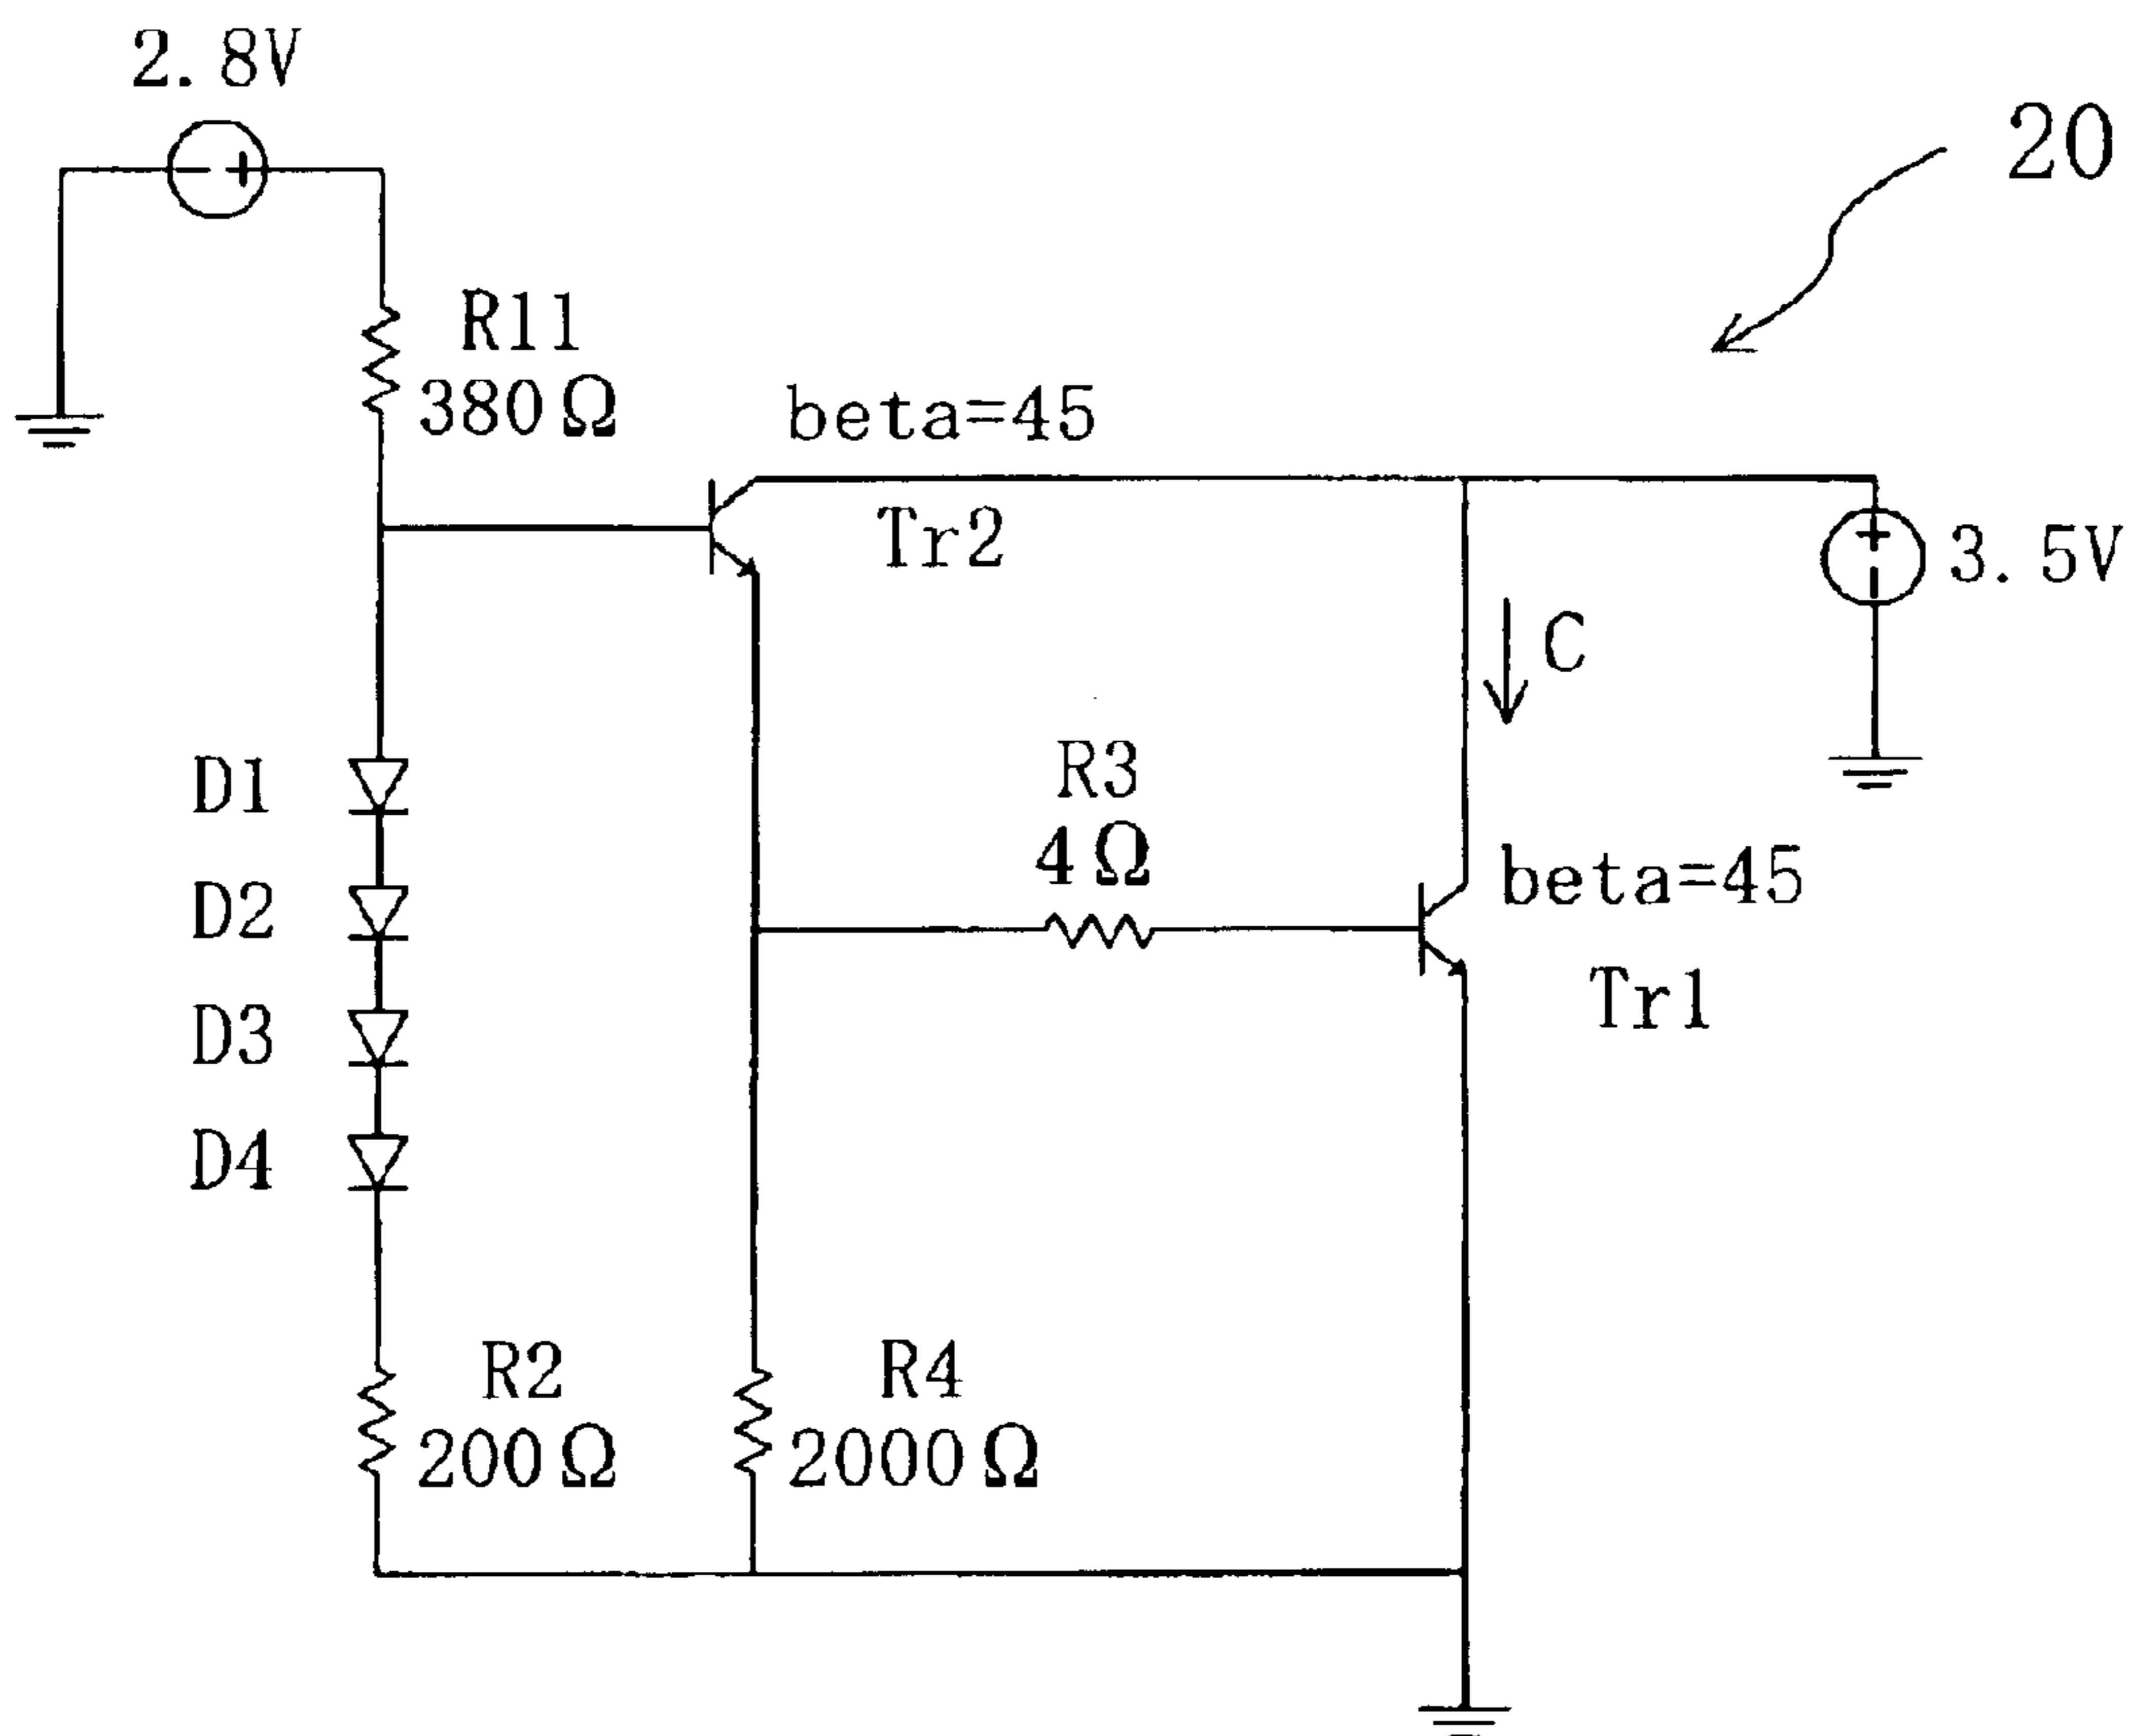 2.8V
20
R11
380Ω
beta=45
Tr2
3.5V
C
D1
R3
4Ω
beta=45
D2
Tr1
D3
D4
R2
200Ω
R4
2000Ω